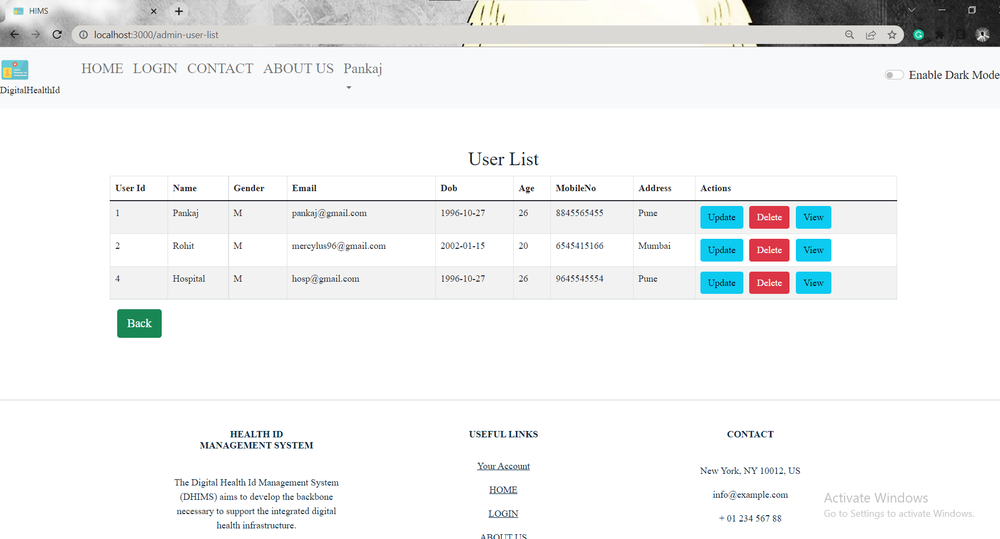 HIMS
localhost:3000/admin-user-list
HOME LOGIN CONTACT ABOUT US Pankaj
Enable Dark Mode
DigitalHealthId
User List
User Id Name Gender Email Dob Age MobileNo Address Actions
1 Pankaj M pankaj@gmail.com 1996-10-27 26 8845565455 Pune Update Delete View
2 Rohit M mercylus96@gmail.com 2002-01-15 20 6545415166 Mumbai Update Delete View
4 Hospital M hosp@gmail.com 1996-10-27 26 9645545554 Pune Update Delete View
Back
HEALTH ID
MANAGEMENT SYSTEM
The Digital Health Id Management System
(DHIMS) aims to develop the backbone
necessary to support the integrated digital
health infrastructure.
USEFUL LINKS
Your Account
HOME
LOGIN
ABOUT US
CONTACT
New York, NY 10012, US
info@example.com
+ 01 234 567 88
Activate Windows
Go to Settings to activate Windows.